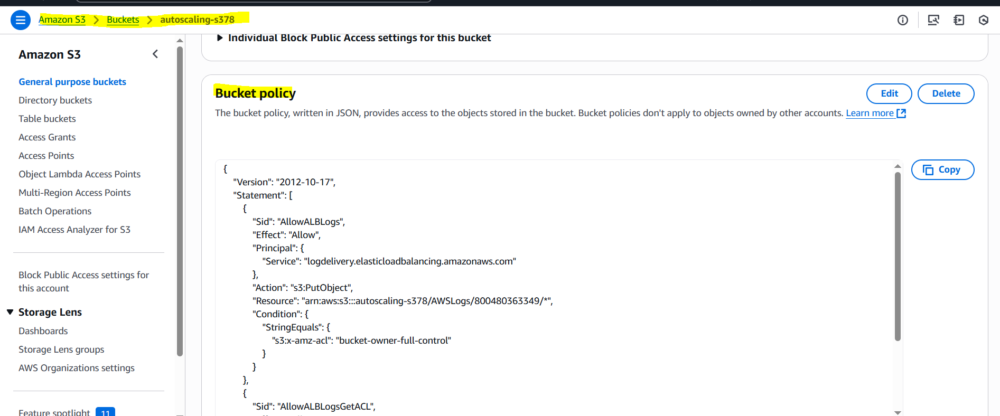 Amazon S3 > Buckets > autoscaling-s378
Amazon S3
General purpose buckets
Directory buckets
Table buckets
Access Grants
Access Points
Object Lambda Access Points
Multi-Region Access Points
Batch Operations
IAM Access Analyzer for S3
Block Public Access settings for
this account
Storage Lens
Dashboards
Storage Lens groups
AWS Organizations settings
Feature spotlight 11
Individual Block Public Access settings for this bucket
Bucket policy
Edit
Delete
The bucket policy, written in JSON, provides access to the objects stored in the bucket. Bucket policies don't apply to objects owned by other accounts. Learn more
Copy
{
"Version": "2012-10-17",
"Statement": [
{
"Sid": "AllowALBLogs",
"Effect": "Allow",
"Principal": {
"Service": "logdelivery.elasticloadbalancing.amazonaws.com"
},
"Action": "s3:PutObject",
"Resource": "arn:aws:s3:::autoscaling-s378/AWSLogs/800480363349/*",
"Condition": {
"StringEquals": {
"s3:x-amz-acl": "bucket-owner-full-control"
}
}
},
{
"Sid": "AllowALBLogsGetACL",